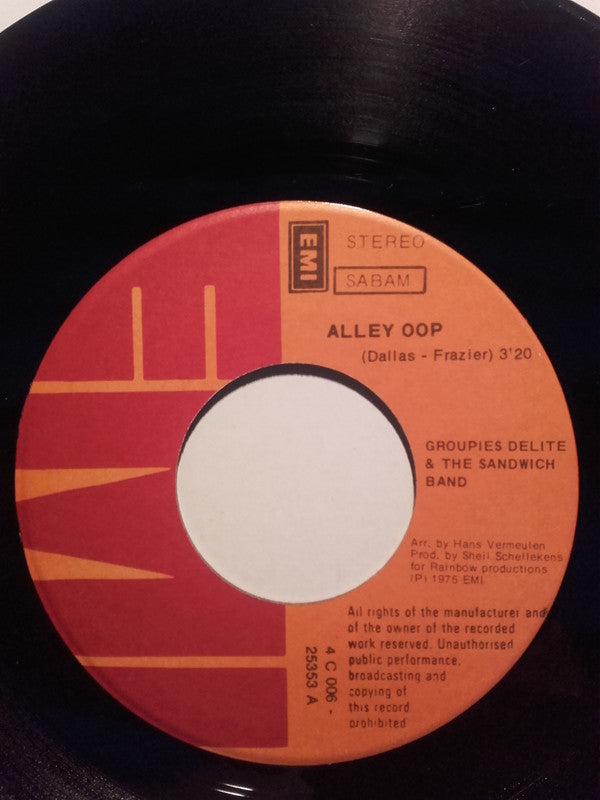 EMI
STEREO
SABAM
ALLEY OOP
(Dallas - Frazier) 3'20
GROUPIES DELITE
& THE SANDWICH
BAND
Arr. by Hans Vermeulen
Prod. by Sheil Schellekens
for Rainbow productions
(P) 1975 EMI
All rights of the manufacturer and
of the owner of the recorded
work reserved. Unauthorised
public performance,
broadcasting and
copying of
this record
prohibited
4 C 006 -
25353 A
EMI